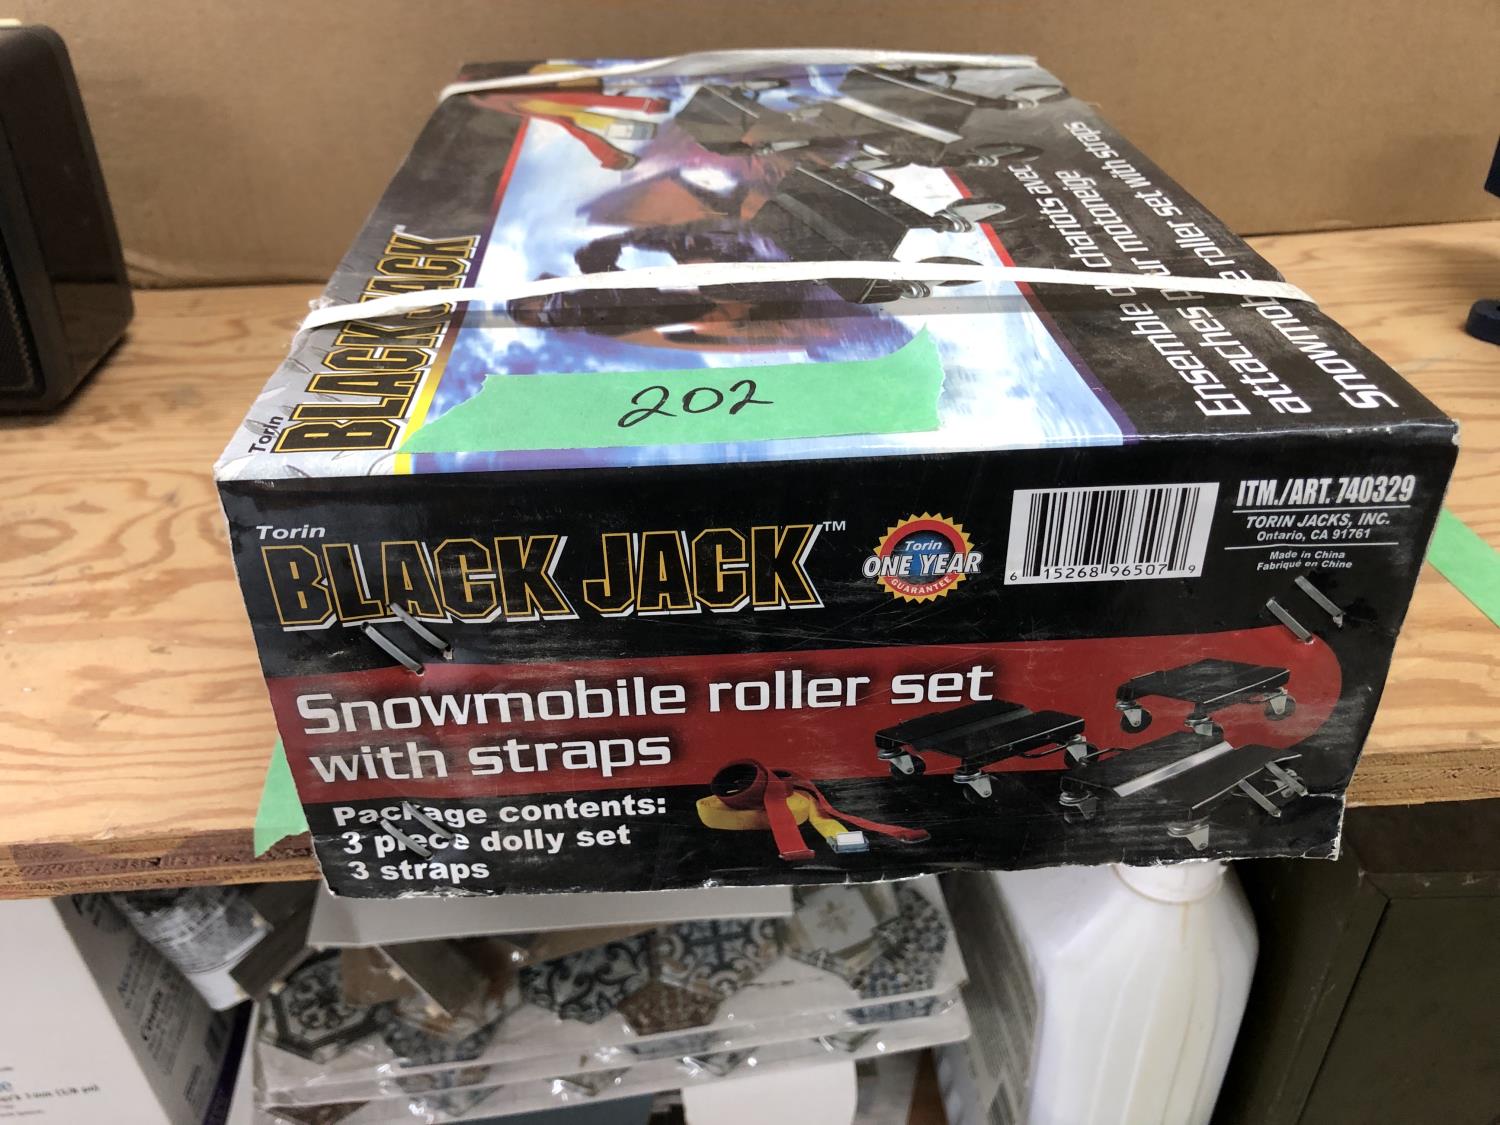 Torin
BLACK JACK
Ensemble de chariots avec
attaches pour motoneige
Snowmobile roller set with straps
202
Torin
BLACK JACK™
Torin
ONE YEAR
GUARANTEE
6 15268 96507 9
ITM./ART. 740329
TORIN JACKS, INC.
Ontario, CA 91761
Made in China
Fabriqué en Chine
Snowmobile roller set
with straps
Package contents:
3 piece dolly set
3 straps